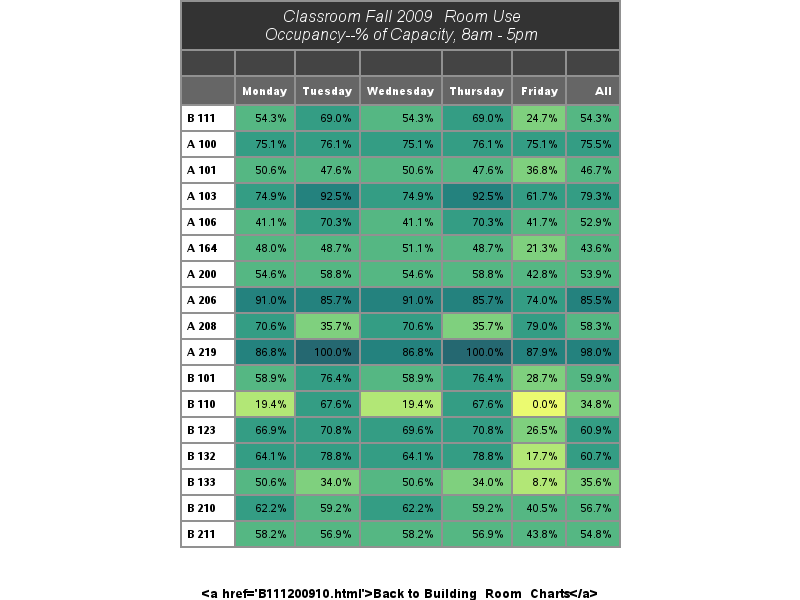 Classroom Fall 2009 Room Use
Occupancy--% of Capacity, 8am - 5pm
Monday Tuesday Wednesday Thursday Friday All
B 111 54.3% 69.0% 54.3% 69.0% 24.7% 54.3%
A 100 75.1% 76.1% 75.1% 76.1% 75.1% 75.5%
A 101 50.6% 47.6% 50.6% 47.6% 36.8% 46.7%
A 103 74.9% 92.5% 74.9% 92.5% 61.7% 79.3%
A 106 41.1% 70.3% 41.1% 70.3% 41.7% 52.9%
A 164 48.0% 48.7% 51.1% 48.7% 21.3% 43.6%
A 200 54.6% 58.8% 54.6% 58.8% 42.8% 53.9%
A 206 91.0% 85.7% 91.0% 85.7% 74.0% 85.5%
A 208 70.6% 35.7% 70.6% 35.7% 79.0% 58.3%
A 219 86.8% 100.0% 86.8% 100.0% 87.9% 98.0%
B 101 58.9% 76.4% 58.9% 76.4% 28.7% 59.9%
B 110 19.4% 67.6% 19.4% 67.6% 0.0% 34.8%
B 123 66.9% 70.8% 69.6% 70.8% 26.5% 60.9%
B 132 64.1% 78.8% 64.1% 78.8% 17.7% 60.7%
B 133 50.6% 34.0% 50.6% 34.0% 8.7% 35.6%
B 210 62.2% 59.2% 62.2% 59.2% 40.5% 56.7%
B 211 58.2% 56.9% 58.2% 56.9% 43.8% 54.8%
<a href='B111200910.html'>Back to Building Room Charts</a>